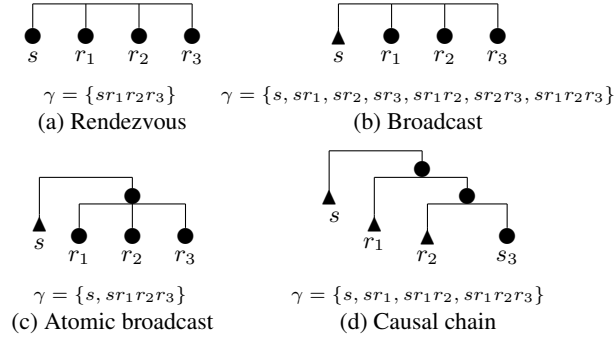 s r₁ r₂ r₃
γ = {sr₁r₂r₃}
(a) Rendezvous
s r₁ r₂ r₃
γ = {s, sr₁, sr₂, sr₃, sr₁r₂, sr₂r₃, sr₁r₂r₃}
(b) Broadcast
s r₁ r₂ r₃
γ = {s, sr₁r₂r₃}
(c) Atomic broadcast
s r₁ r₂ s₃
γ = {s, sr₁, sr₁r₂, sr₁r₂r₃}
(d) Causal chain